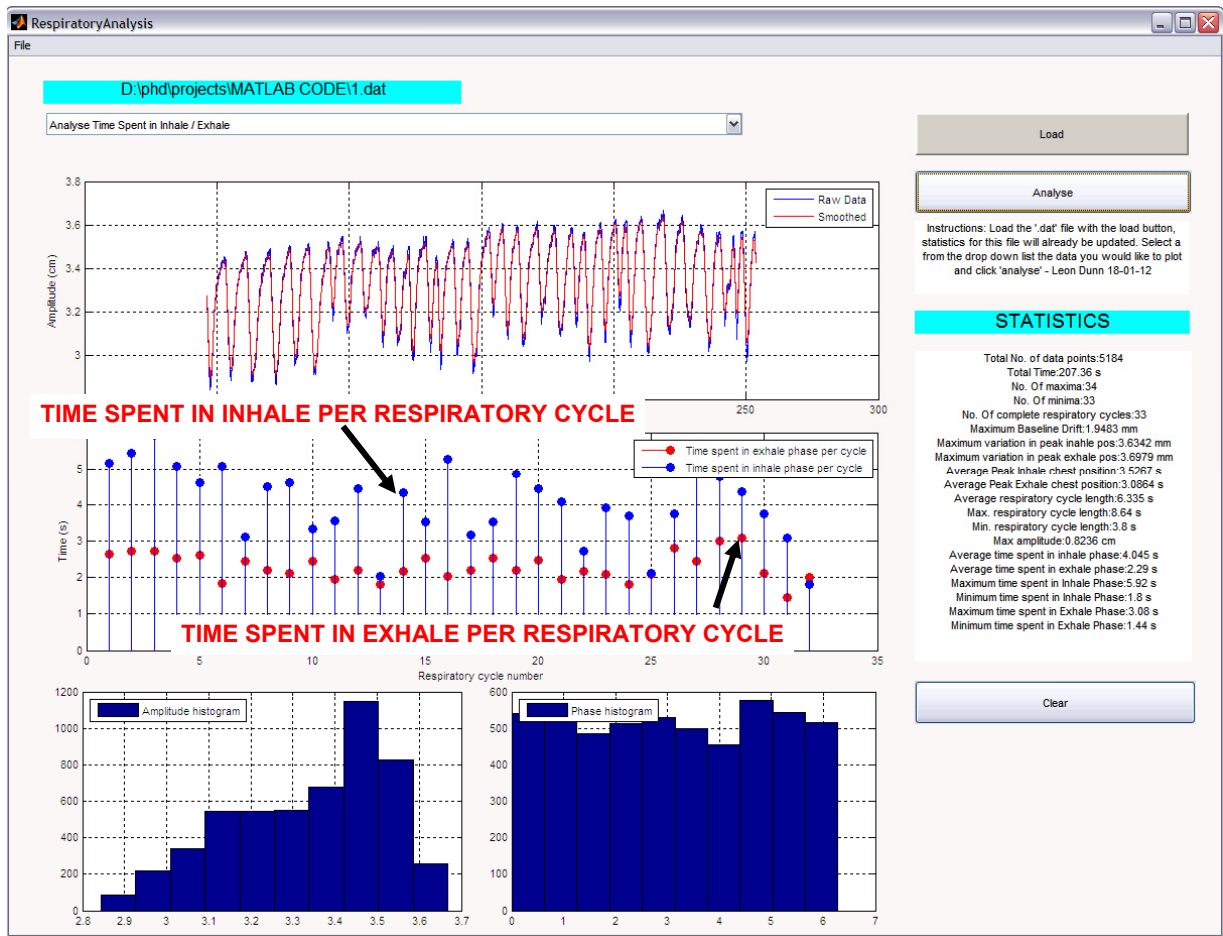 RespiratoryAnalysis
File
D:\phd\projects\MATLAB CODE\1.dat
Analyse Time Spent in Inhale / Exhale
Load
Analyse
Instructions: Load the '.dat' file with the load button,
statistics for this file will already be updated. Select a
from the drop down list the data you would like to plot
and click 'analyse' - Leon Dunn 18-01-12
STATISTICS
Total No. of data points:5184
Total Time:207.36 s
No. Of maxima:34
No. Of minima:33
No. Of complete respiratory cycles:33
Maximum Baseline Drift:1.9483 mm
Maximum variation in peak inahle pos:3.6342 mm
Maximum variation in peak exhale pos:3.6979 mm
Average Peak Inhale chest position:3.5267 s
Average Peak Exhale chest position:3.0864 s
Average respiratory cycle length:6.335 s
Max. respiratory cycle length:8.64 s
Min. respiratory cycle length:3.8 s
Max amplitude:0.8236 cm
Average time spent in inhale phase:4.045 s
Average time spent in exhale phase:2.29 s
Maximum time spent in Inhale Phase:5.92 s
Minimum time spent in Inhale Phase:1.8 s
Maximum time spent in Exhale Phase:3.08 s
Minimum time spent in Exhale Phase:1.44 s
Clear
3.8
3.6
3.4
3.2
3
Amplitude (cm)
Raw Data
Smoothed
250
300
TIME SPENT IN INHALE PER RESPIRATORY CYCLE
Time spent in exhale phase per cycle
Time spent in inhale phase per cycle
5
4
3
2
1
0
Time (s)
TIME SPENT IN EXHALE PER RESPIRATORY CYCLE
0 5 10 15 20 25 30 35
Respiratory cycle number
1200
1000
800
600
400
200
0
Amplitude histogram
2.8 2.9 3 3.1 3.2 3.3 3.4 3.5 3.6 3.7
600
500
400
300
200
100
0
Phase histogram
0 1 2 3 4 5 6 7